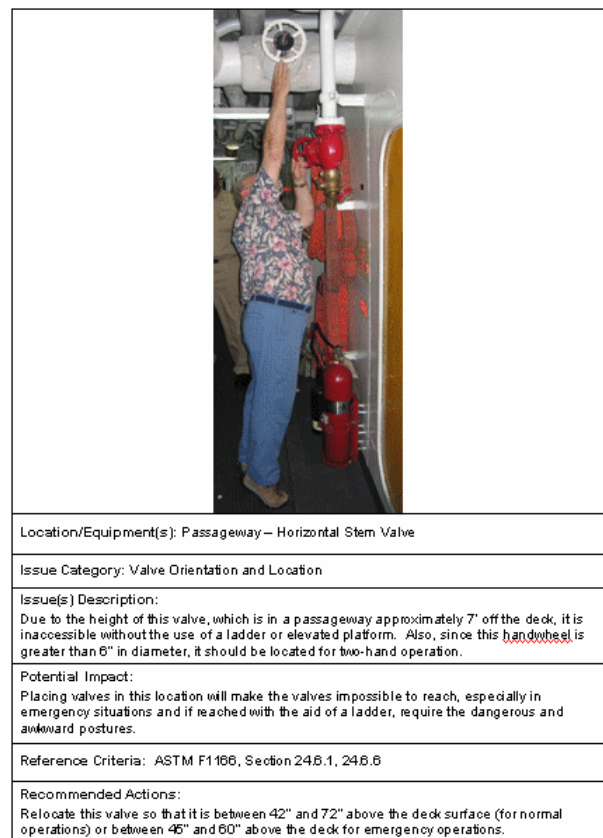 Location/Equipment(s): Passageway – Horizontal Stem Valve
Issue Category: Valve Orientation and Location
Issue(s) Description:
Due to the height of this valve, which is in a passageway approximately 7' off the deck, it is
inaccessible without the use of a ladder or elevated platform. Also, since this handwheel is
greater than 6" in diameter, it should be located for two-hand operation.
Potential Impact:
Placing valves in this location will make the valves impossible to reach, especially in
emergency situations and if reached with the aid of a ladder, require the dangerous and
awkward postures.
Reference Criteria: ASTM F1166, Section 24.6.1, 24.6.6
Recommended Actions:
Relocate this valve so that it is between 42" and 72" above the deck surface (for normal
operations) or between 45" and 60" above the deck for emergency operations.